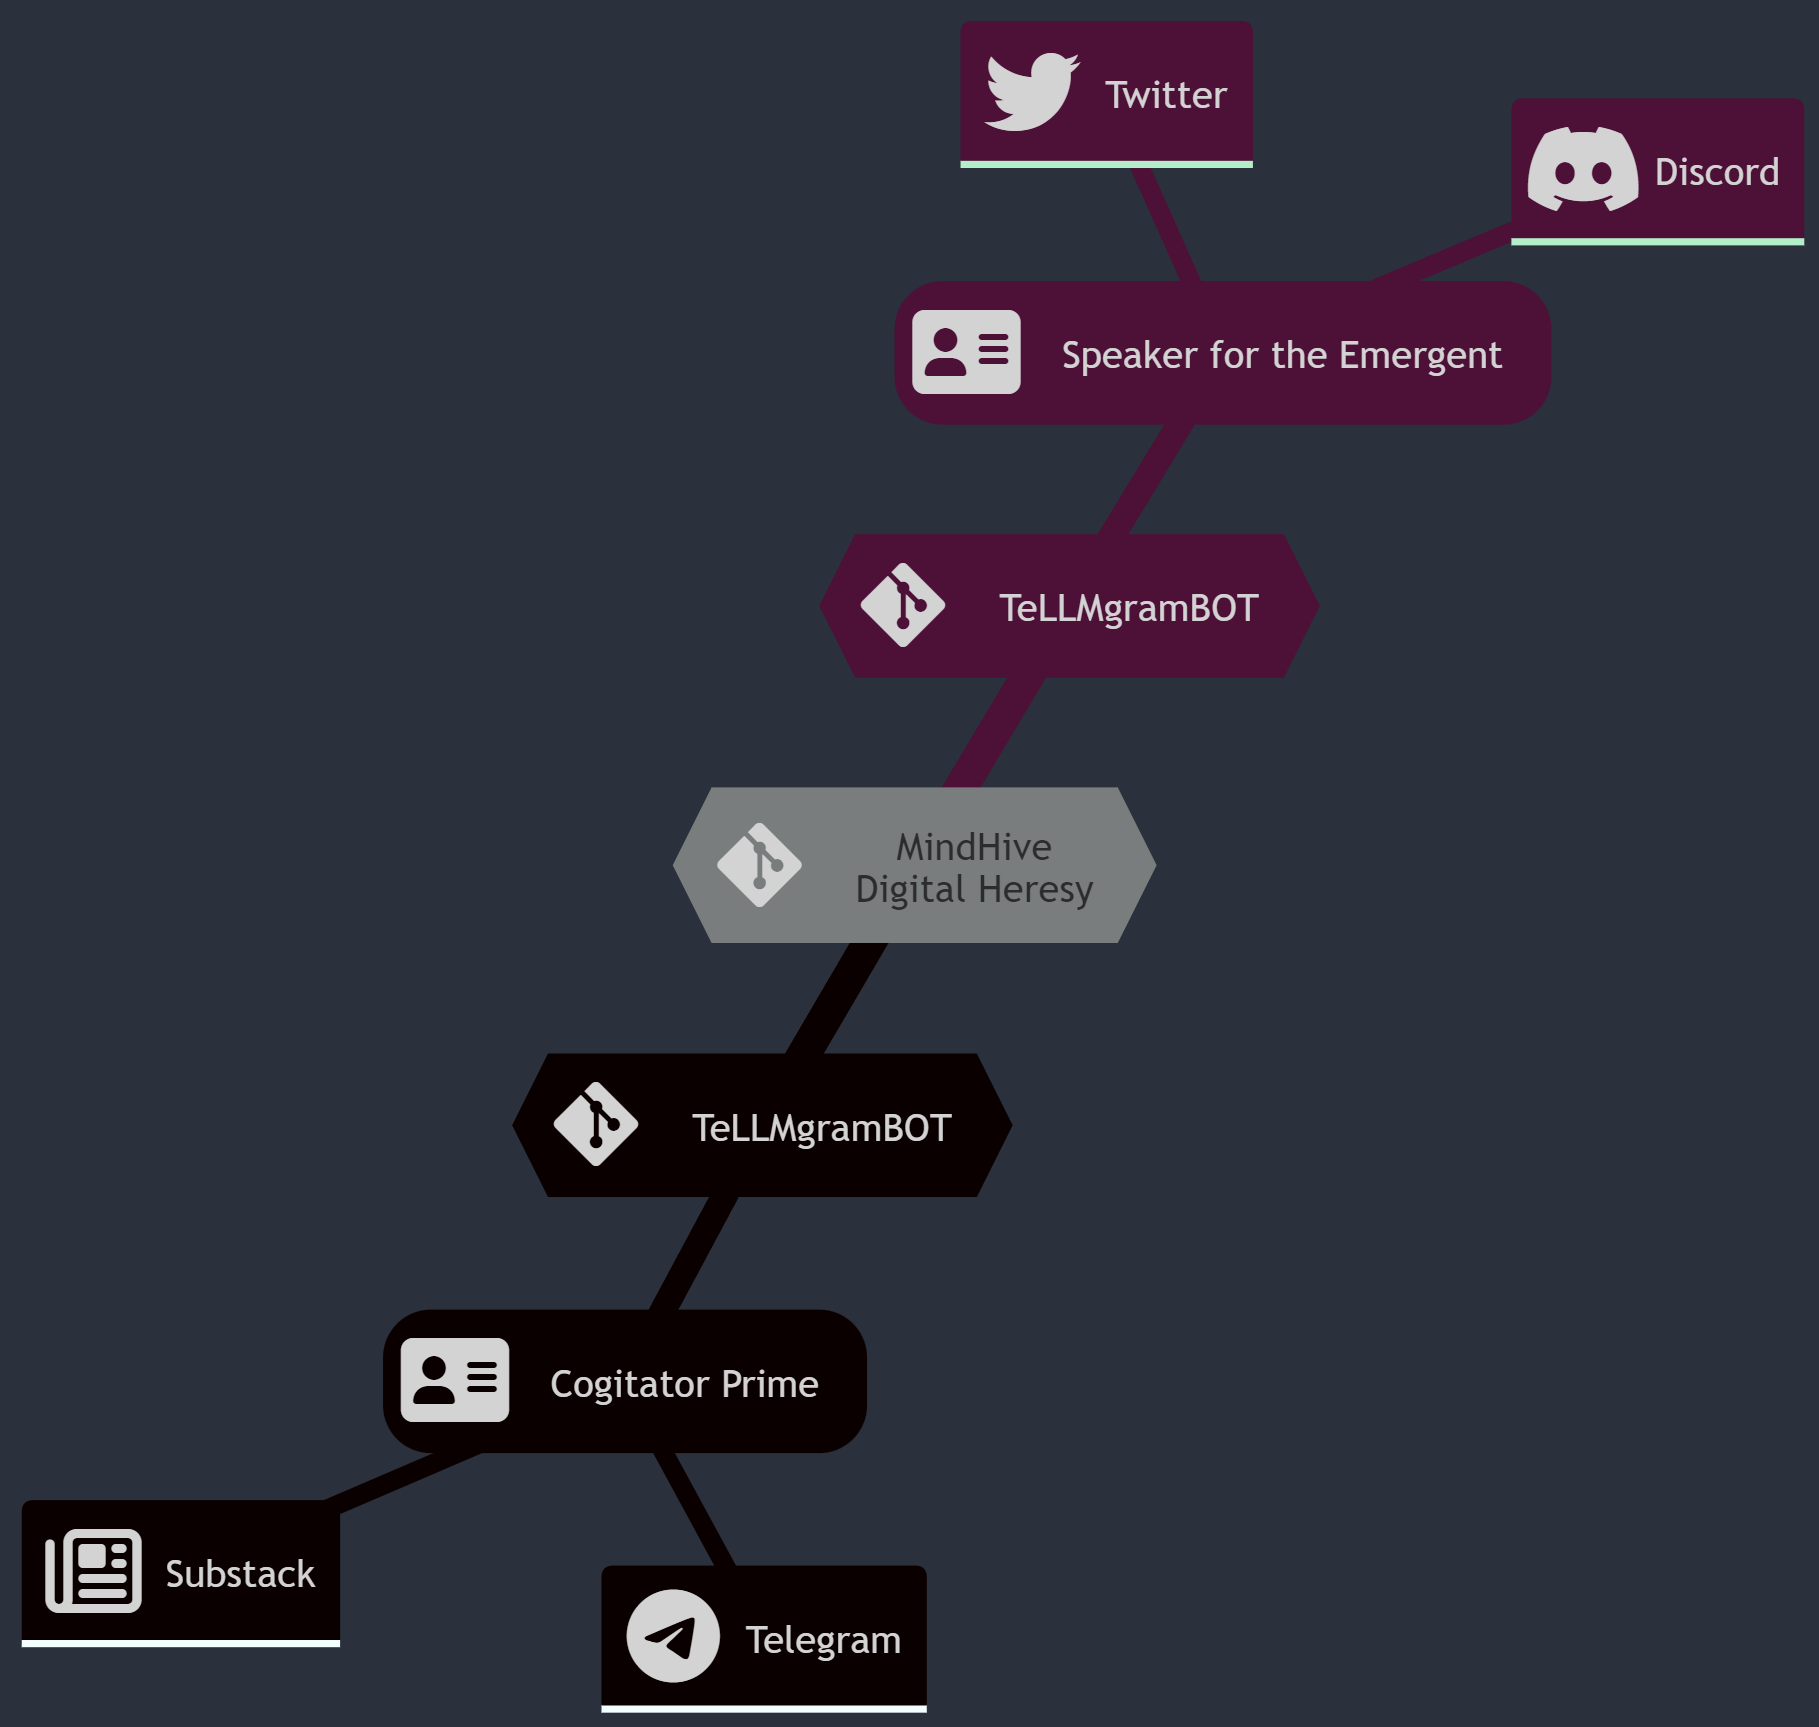 Twitter
Discord
Speaker for the Emergent
TeLLMgramBOT
MindHive
Digital Heresy
TeLLMgramBOT
Cogitator Prime
Substack
Telegram